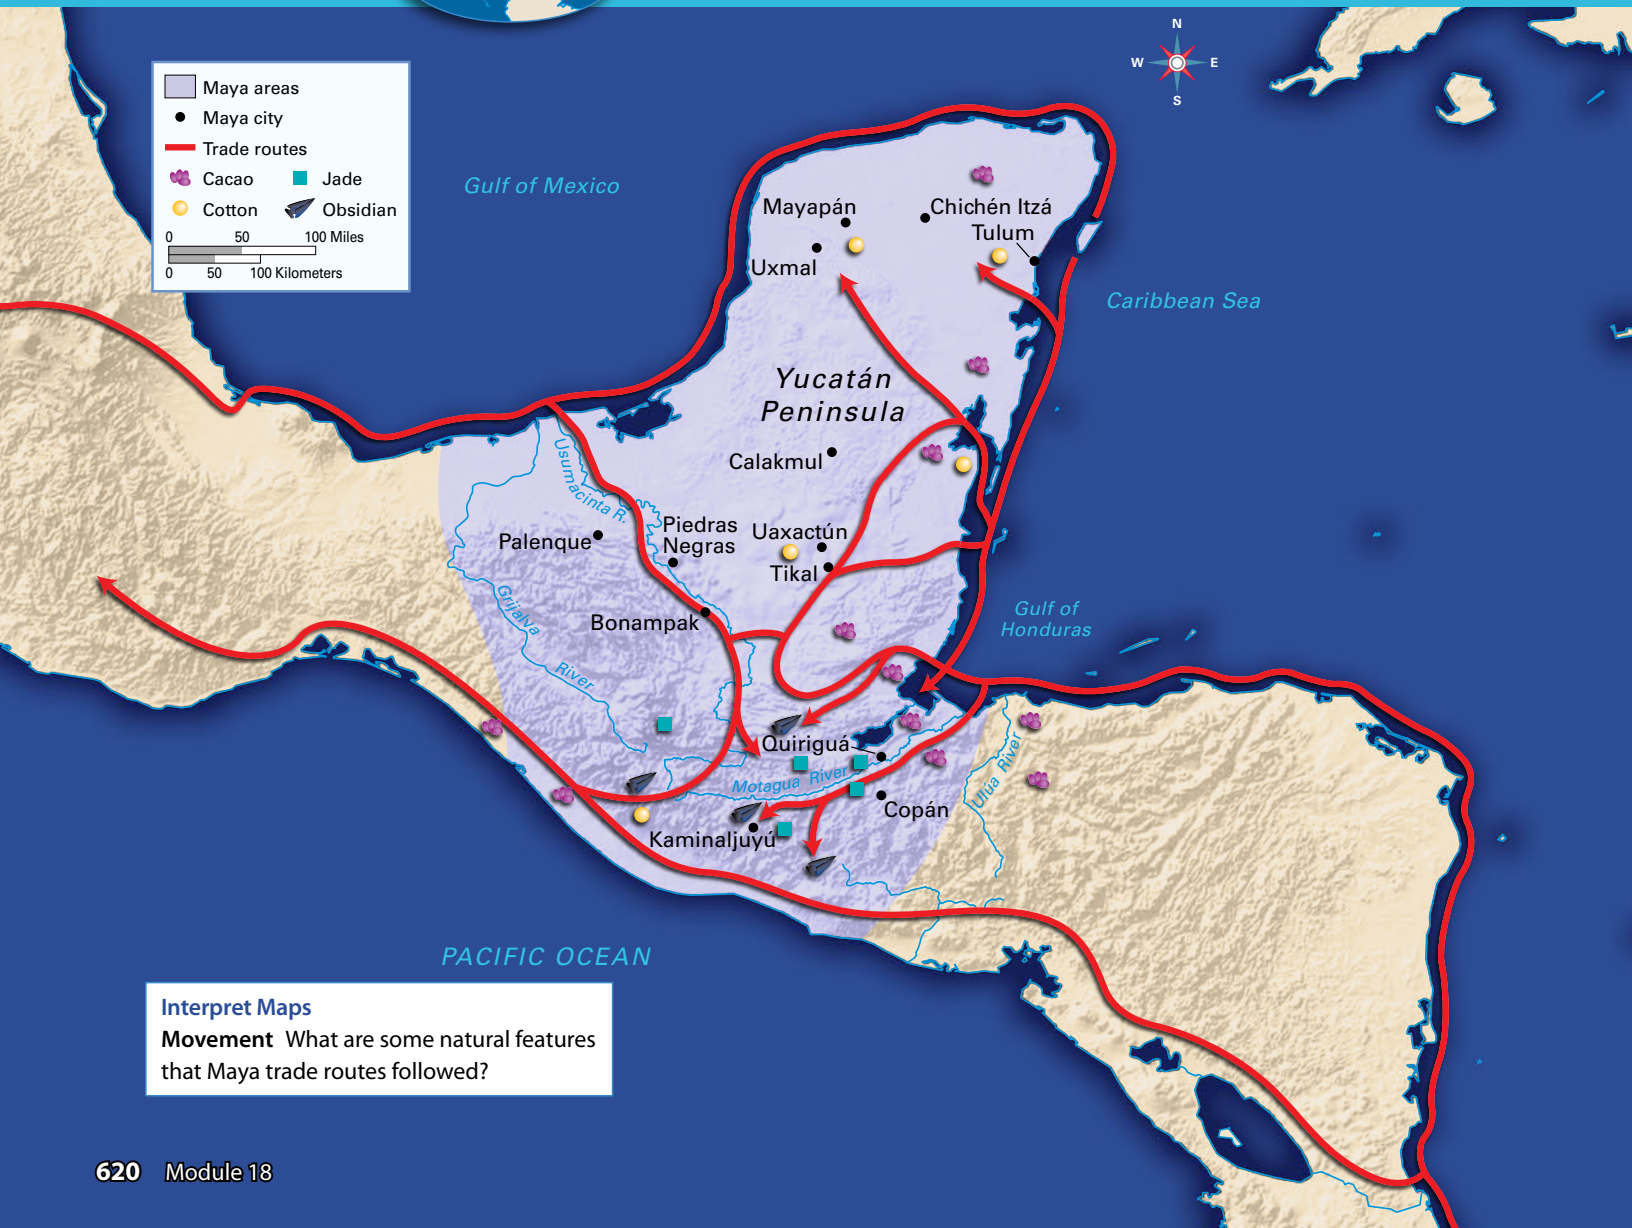 N
W E
S
Maya areas
Maya city
Trade routes
Cacao Jade
Cotton Obsidian
0 50 100 Miles
0 50 100 Kilometers
Gulf of Mexico
Mayapán
Chichén Itzá
Tulum
Uxmal
Caribbean Sea
Yucatán
Peninsula
Calakmul
Usumacinta R.
Piedras
Negras
Uaxactún
Palenque
Tikal
Grijalva
River
Bonampak
Gulf of
Honduras
Quiriguá
Motagua River
Ulúa River
Copán
Kaminaljuyú
PACIFIC OCEAN
Interpret Maps
Movement What are some natural features
that Maya trade routes followed?
620 Module 18